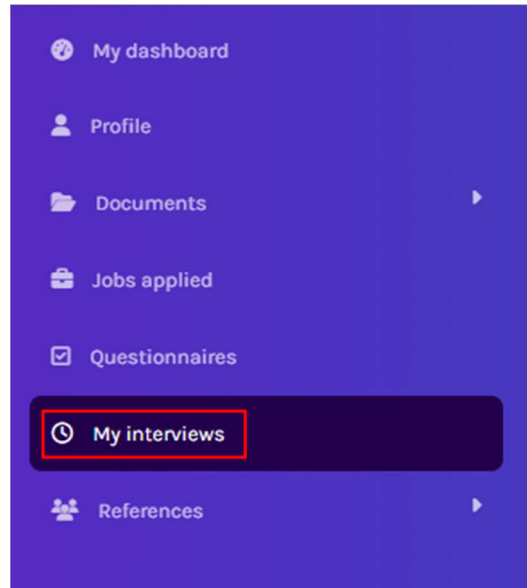 My dashboard
Profile
Documents
Jobs applied
Questionnaires
My interviews
References